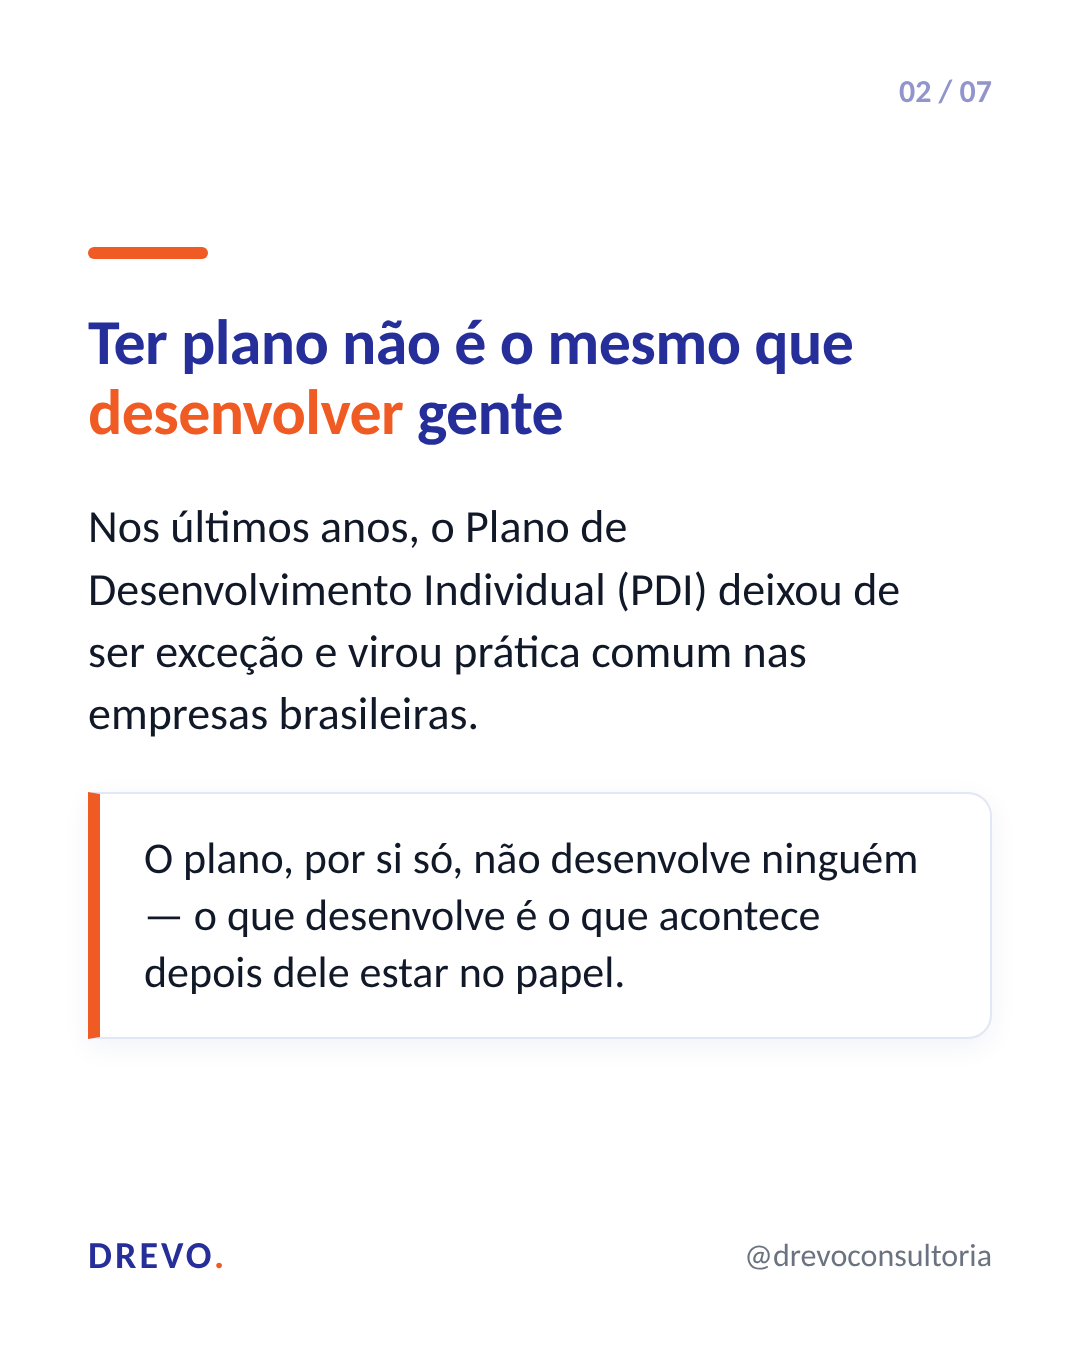 02 / 07
Ter plano não é o mesmo que
desenvolver gente
Nos últimos anos, o Plano de
Desenvolvimento Individual (PDI) deixou de
ser exceção e virou prática comum nas
empresas brasileiras.
O plano, por si só, não desenvolve ninguém
— o que desenvolve é o que acontece
depois dele estar no papel.
DREVO.
@drevoconsultoria